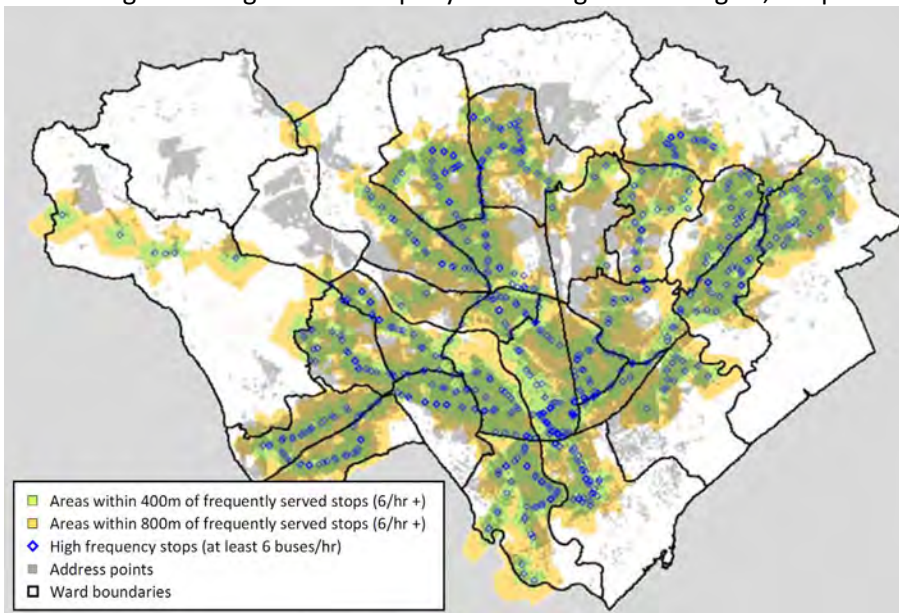 Areas within 400m of frequently served stops (6/hr +)
Areas within 800m of frequently served stops (6/hr +)
High frequency stops (at least 6 buses/hr)
Address points
Ward boundaries